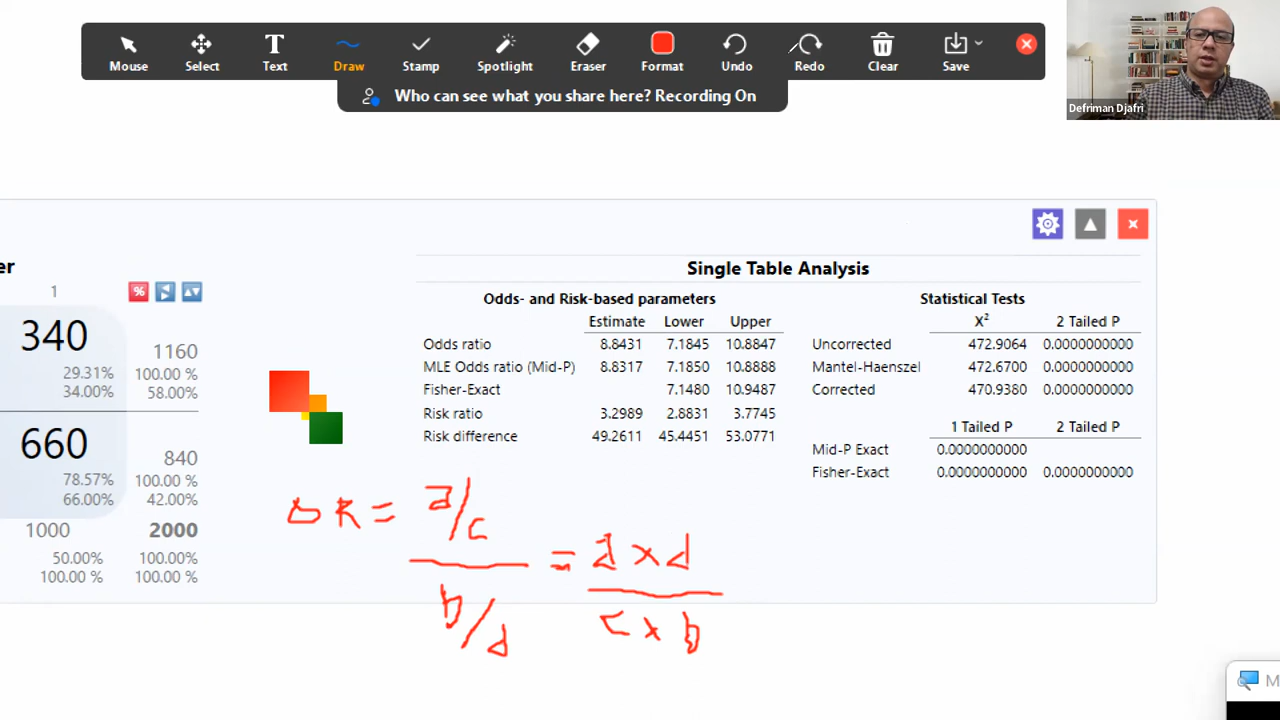 Mouse Select Text Draw Stamp Spotlight Eraser Format Undo Redo Clear Save
Who can see what you share here? Recording On
Defriman Djafri
er
Single Table Analysis
1 %
340 1160
29.31% 100.00 %
34.00% 58.00%
660 840
78.57% 100.00 %
66.00% 42.00%
1000 2000
50.00% 100.00%
100.00 % 100.00 %
Odds- and Risk-based parameters
Estimate Lower Upper
Odds ratio 8.8431 7.1845 10.8847
MLE Odds ratio (Mid-P) 8.8317 7.1850 10.8888
Fisher-Exact 7.1480 10.9487
Risk ratio 3.2989 2.8831 3.7745
Risk difference 49.2611 45.4451 53.0771
Statistical Tests
X² 2 Tailed P
Uncorrected 472.9064 0.0000000000
Mantel-Haenszel 472.6700 0.0000000000
Corrected 470.9380 0.0000000000
1 Tailed P 2 Tailed P
Mid-P Exact 0.0000000000
Fisher-Exact 0.0000000000 0.0000000000
OR = a/c
b/d
= a x d
c x b
M